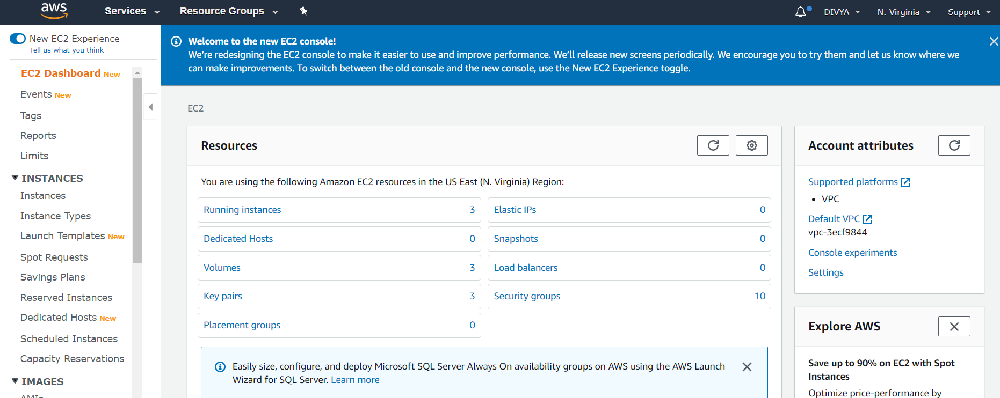 aws
Services
Resource Groups
DIVYA
N. Virginia
Support
New EC2 Experience
Tell us what you think
EC2 Dashboard New
Events New
Tags
Reports
Limits
INSTANCES
Instances
Instance Types
Launch Templates New
Spot Requests
Savings Plans
Reserved Instances
Dedicated Hosts New
Scheduled Instances
Capacity Reservations
IMAGES
AMIs
Welcome to the new EC2 console!
We're redesigning the EC2 console to make it easier to use and improve performance. We'll release new screens periodically. We encourage you to try them and let us know where we
can make improvements. To switch between the old console and the new console, use the New EC2 Experience toggle.
EC2
Resources
You are using the following Amazon EC2 resources in the US East (N. Virginia) Region:
Running instances 3
Elastic IPs 0
Dedicated Hosts 0
Snapshots 0
Volumes 3
Load balancers 0
Key pairs 3
Security groups 10
Placement groups 0
Easily size, configure, and deploy Microsoft SQL Server Always On availability groups on AWS using the AWS Launch
Wizard for SQL Server. Learn more
Account attributes
Supported platforms
• VPC
Default VPC
vpc-3ecf9844
Console experiments
Settings
Explore AWS
Save up to 90% on EC2 with Spot
Instances
Optimize price-performance by